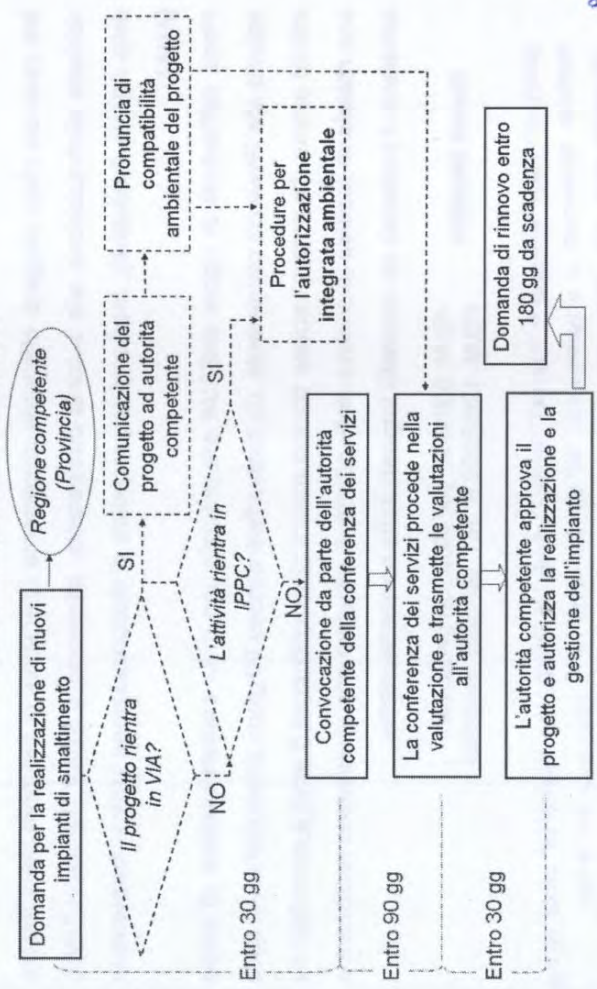 Domanda per la realizzazione di nuovi
impianti di smaltimento
Regione competente
(Provincia)
Il progetto rientra
in VIA?
SI
Comunicazione del
progetto ad autorità
competente
Pronuncia di
compatibilità
ambientale del progetto
NO
L'attività rientra in
IPPC?
SI
Procedure per
l'autorizzazione
integrata ambientale
NO
Entro 30 gg
Convocazione da parte dell'autorità
competente della conferenza dei servizi
Entro 90 gg
La conferenza dei servizi procede nella
valutazione e trasmette le valutazioni
all'autorità competente
Entro 30 gg
L'autorità competente approva il
progetto e autorizza la realizzazione e la
gestione dell'impianto
Domanda di rinnovo entro
180 gg da scadenza